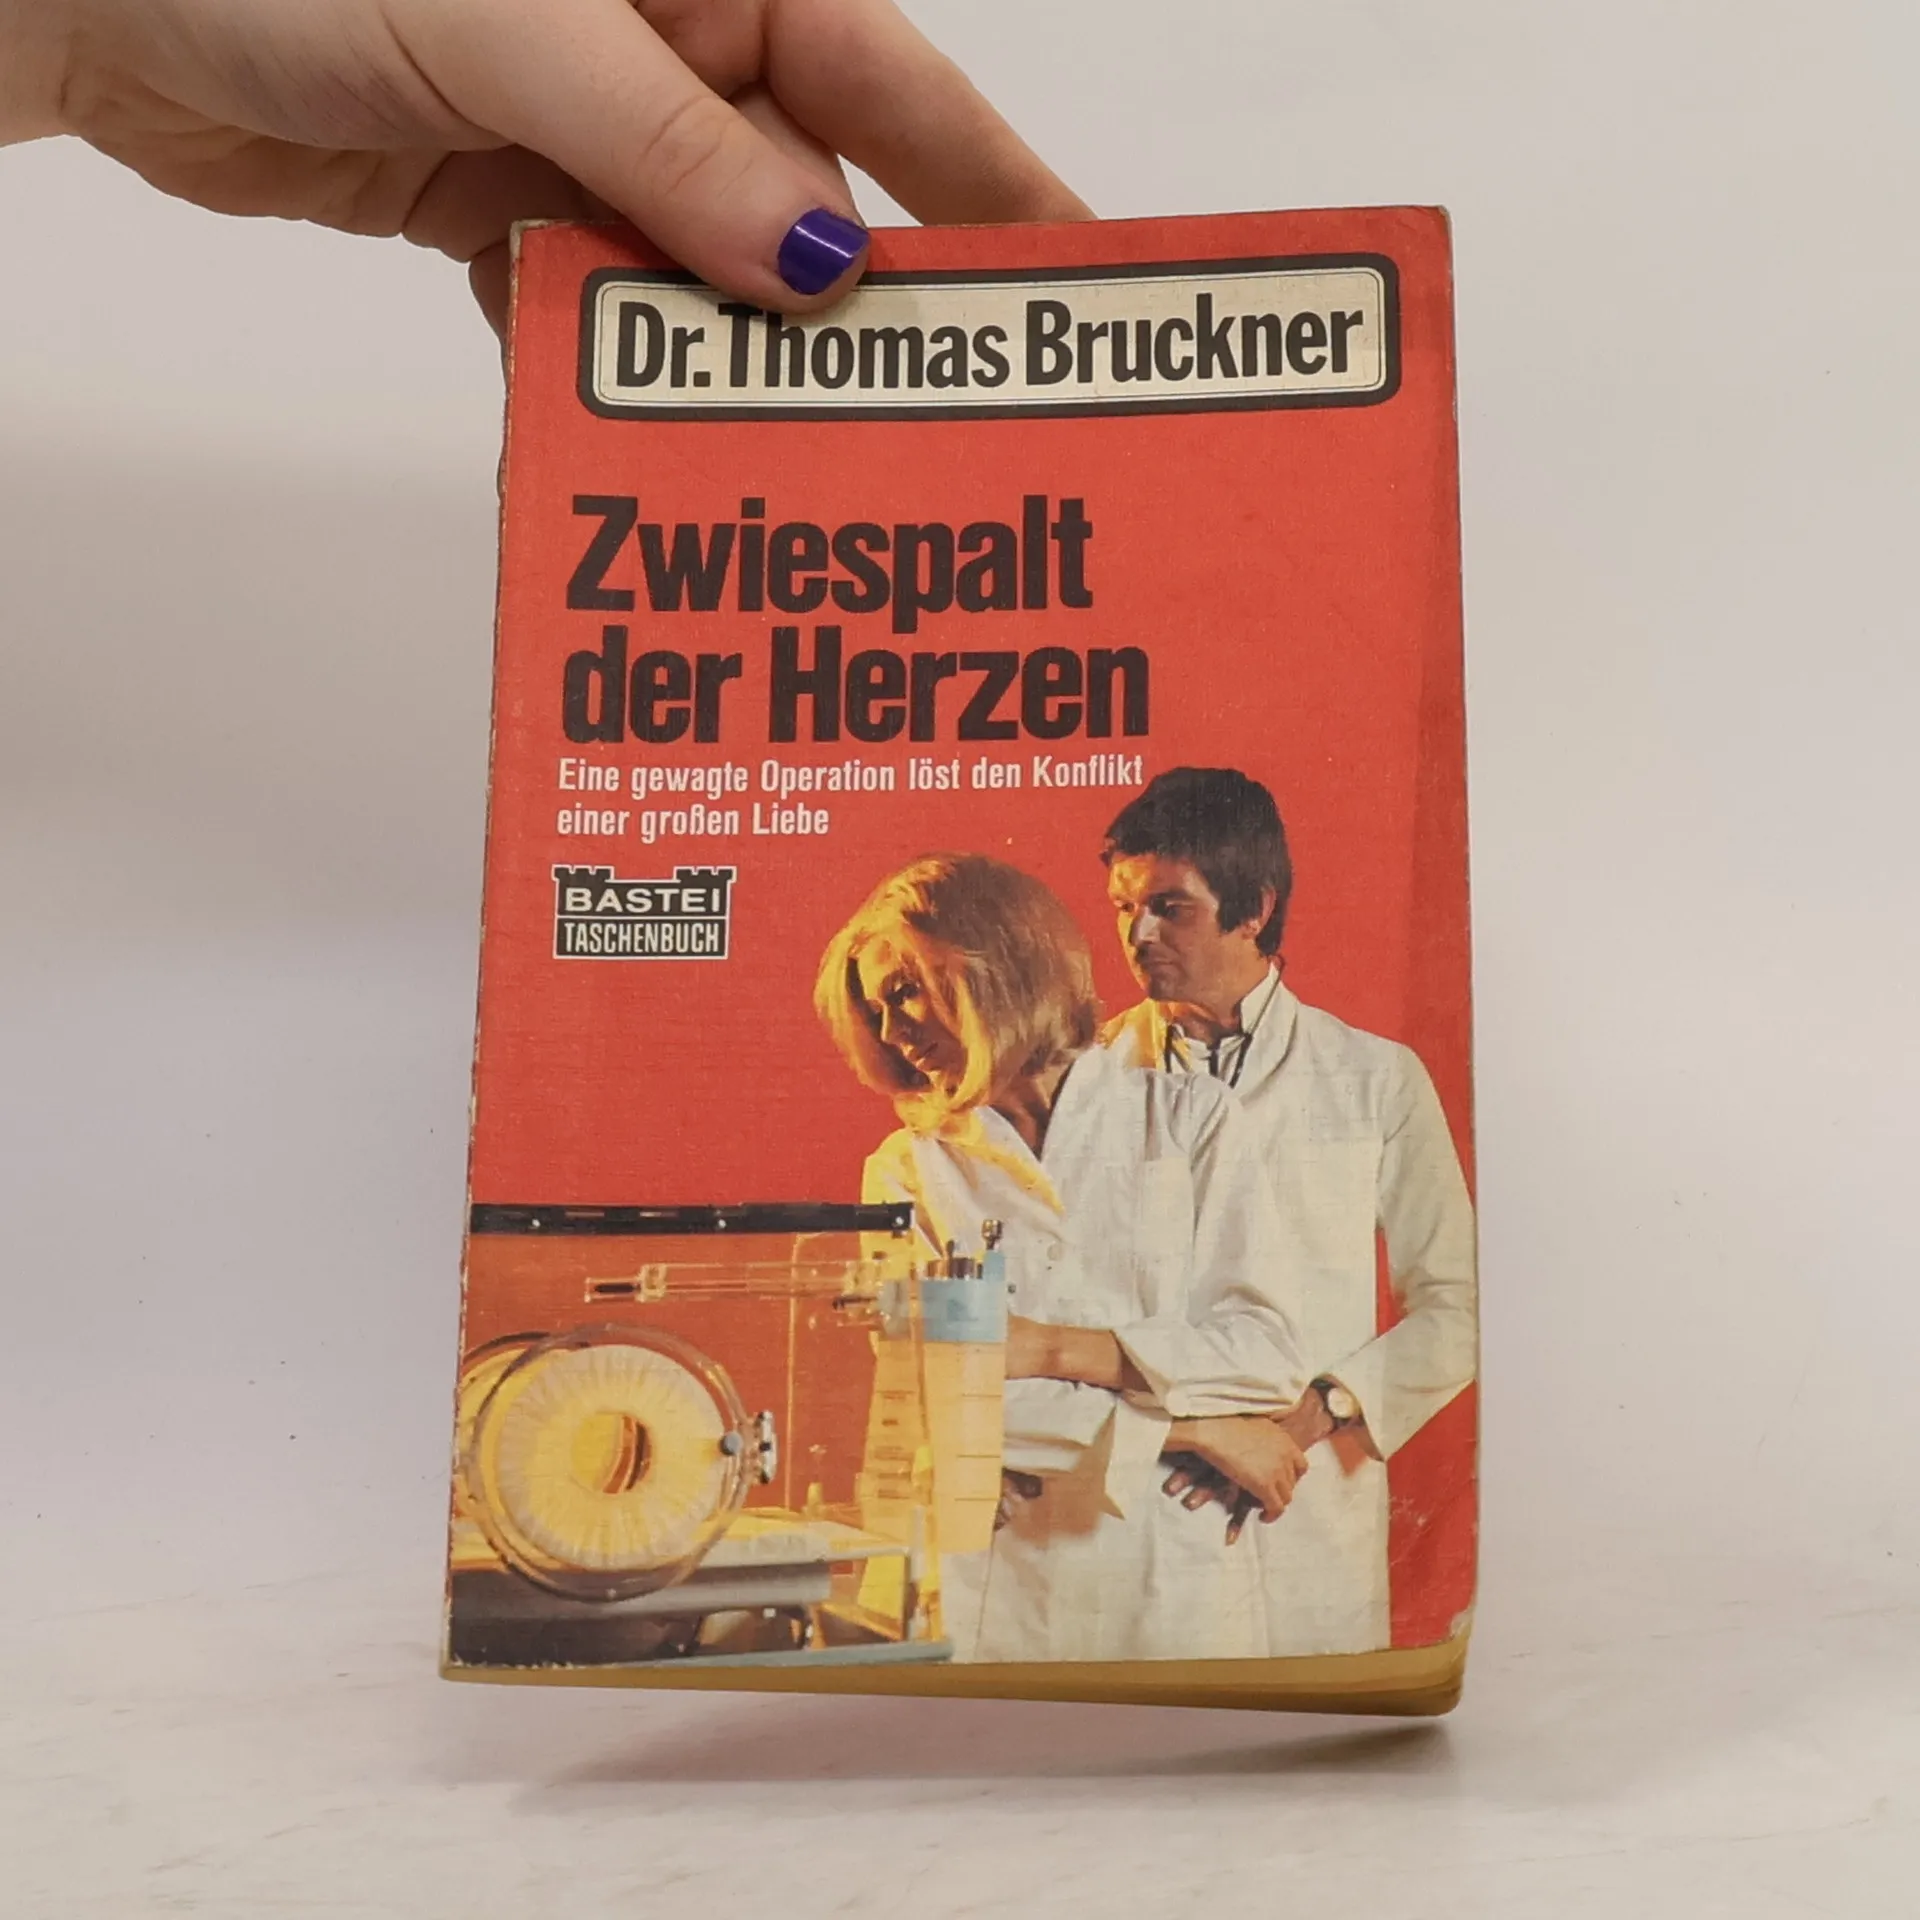 Dr. Thomas Bruckner
Zwiespalt
der Herzen
Eine gewagte Operation löst den Konflikt
einer großen Liebe
BASTEI
TASCHENBUCH